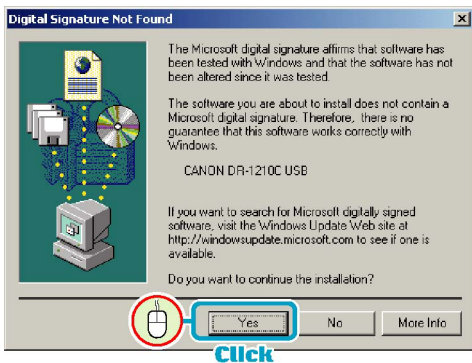 Digital Signature Not Found
The Microsoft digital signature affirms that software has
been tested with Windows and that the software has not
been altered since it was tested.
The software you are about to install does not contain a
Microsoft digital signature. Therefore, there is no
guarantee that this software works correctly with
Windows.
CANON DR-1210C USB
If you want to search for Microsoft digitally signed
software, visit the Windows Update Web site at
http://windowsupdate.microsoft.com to see if one is
available.
Do you want to continue the installation?
Yes No More Info
Click